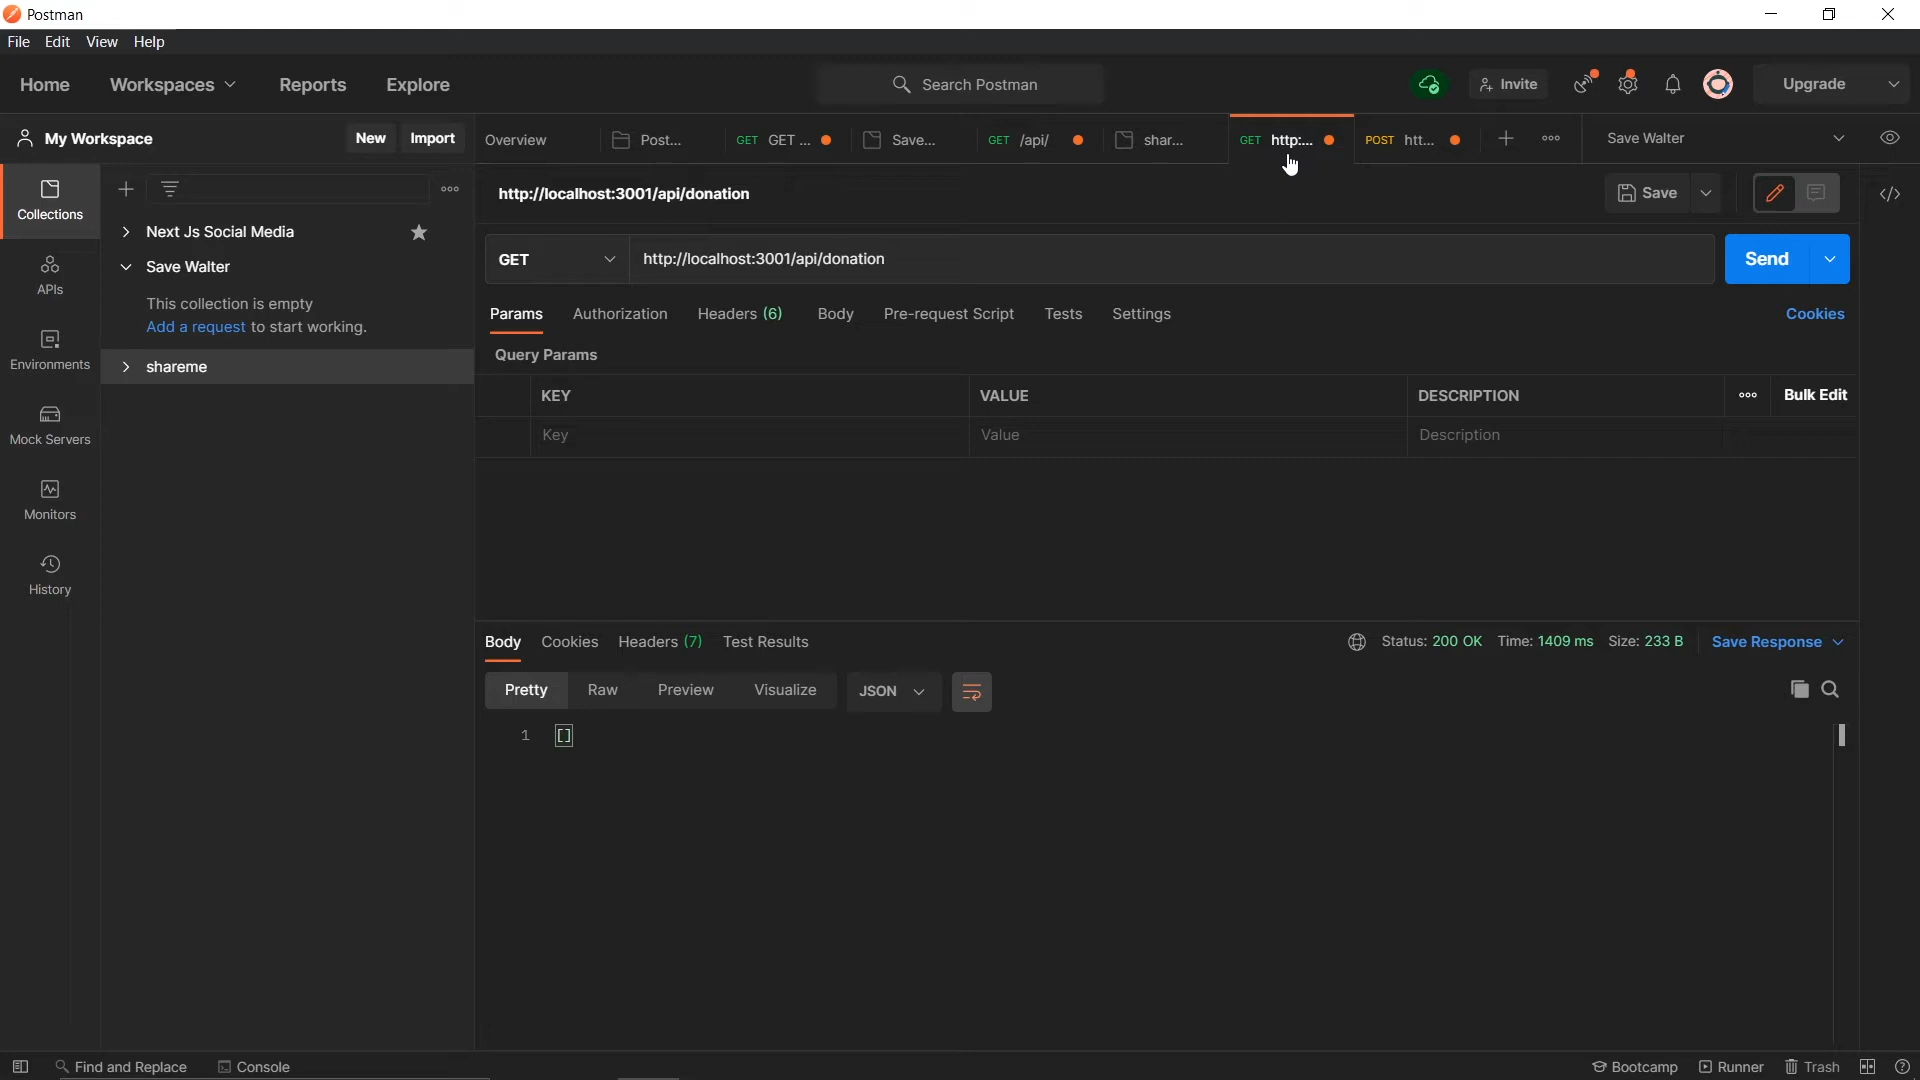 Postman
File Edit View Help
Home Workspaces Reports Explore Search Postman Invite Upgrade
My Workspace New Import Overview Post... GET GET ... Save... GET /api/ shar... GET http:... POST htt... Save Walter
http://localhost:3001/api/donation Save
Collections
Next Js Social Media
GET http://localhost:3001/api/donation Send
Save Walter
APIs
This collection is empty
Add a request to start working.
Params Authorization Headers (6) Body Pre-request Script Tests Settings Cookies
Environments
shareme
Query Params
KEY VALUE DESCRIPTION Bulk Edit
Key Value Description
Mock Servers
Monitors
History
Body Cookies Headers (7) Test Results Status: 200 OK Time: 1409 ms Size: 233 B Save Response
Pretty Raw Preview Visualize JSON
1 []
Find and Replace Console Bootcamp Runner Trash